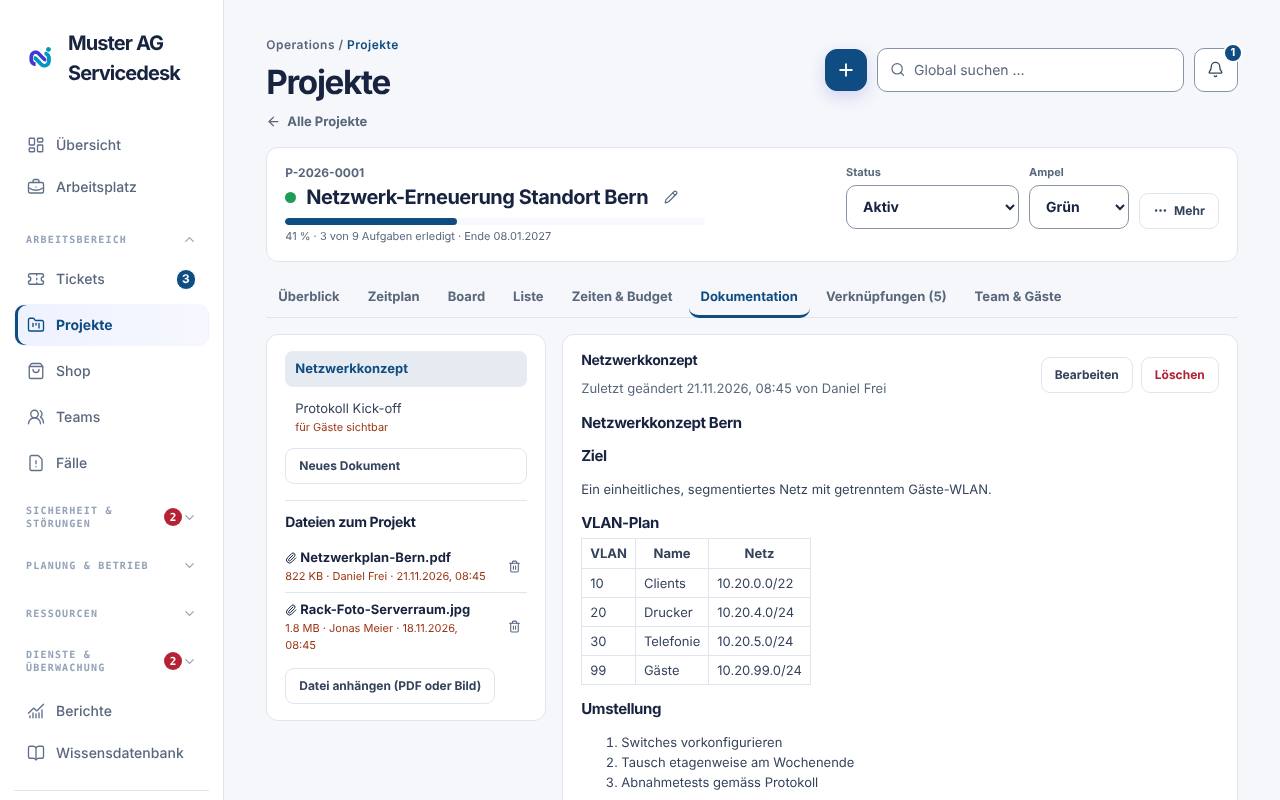 Muster AG
Servicedesk
Übersicht
Arbeitsplatz
ARBEITSBEREICH
Tickets 3
Projekte
Shop
Teams
Fälle
SICHERHEIT &
STÖRUNGEN 2
PLANUNG & BETRIEB
RESSOURCEN
DIENSTE &
ÜBERWACHUNG 2
Berichte
Wissensdatenbank
Operations / Projekte
Projekte
Global suchen ...
1
Alle Projekte
P-2026-0001
Netzwerk-Erneuerung Standort Bern
41 % · 3 von 9 Aufgaben erledigt · Ende 08.01.2027
Status
Aktiv
Ampel
Grün
Mehr
Überblick Zeitplan Board Liste Zeiten & Budget Dokumentation Verknüpfungen (5) Team & Gäste
Netzwerkkonzept
Protokoll Kick-off
für Gäste sichtbar
Neues Dokument
Dateien zum Projekt
Netzwerkplan-Bern.pdf
822 KB · Daniel Frei · 21.11.2026, 08:45
Rack-Foto-Serverraum.jpg
1.8 MB · Jonas Meier · 18.11.2026,
08:45
Datei anhängen (PDF oder Bild)
Netzwerkkonzept
Zuletzt geändert 21.11.2026, 08:45 von Daniel Frei
Bearbeiten Löschen
Netzwerkkonzept Bern
Ziel
Ein einheitliches, segmentiertes Netz mit getrenntem Gäste-WLAN.
VLAN-Plan
VLAN Name Netz
10 Clients 10.20.0.0/22
20 Drucker 10.20.4.0/24
30 Telefonie 10.20.5.0/24
99 Gäste 10.20.99.0/24
Umstellung
1. Switches vorkonfigurieren
2. Tausch etagenweise am Wochenende
3. Abnahmetests gemäss Protokoll